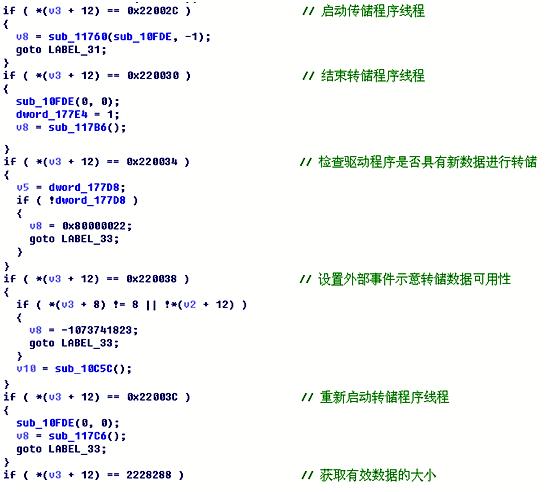 if ( *(v3 + 12) == 0x22002C ) // 启动传储程序线程
{
v8 = sub_11760(sub_10FDE, -1);
goto LABEL_31;
}
if ( *(v3 + 12) == 0x220030 ) // 结束转储程序线程
{
sub_10FDE(0, 0);
dword_177E4 = 1;
v8 = sub_117B6();
}
if ( *(v3 + 12) == 0x220034 ) // 检查驱动程序是否具有新数据进行转储
{
v5 = dword_177D8;
if ( !dword_177D8 )
{
v8 = 0x80000022;
goto LABEL_33;
}
}
if ( *(v3 + 12) == 0x220038 ) // 设置外部事件示意转储数据可用性
{
if ( *(v3 + 8) != 8 || !*(v2 + 12) )
{
v8 = -1073741823;
goto LABEL_33;
}
v10 = sub_10C5C();
}
if ( *(v3 + 12) == 0x22003C ) // 重新启动转储程序线程
{
sub_10FDE(0, 0);
v8 = sub_117C6();
goto LABEL_33;
}
if ( *(v3 + 12) == 2228288 ) // 获取有效数据的大小